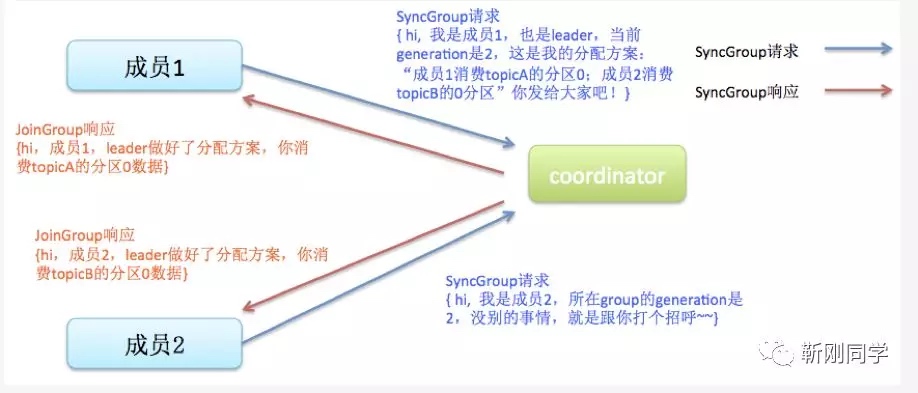 SyncGroup请求
{ hi, 我是成员1，也是leader，当前
generation是2，这是我的分配方案：
“成员1消费topicA的分区0；成员2消费
topicB的0分区”你发给大家吧！}
SyncGroup请求
SyncGroup响应
成员1
JoinGroup响应
{hi，成员1，leader做好了分配方案，你消
费topicA的分区0数据}
coordinator
JoinGroup响应
{hi，成员2，leader做好了分配方案，你消
费topicB的分区0数据}
SyncGroup请求
{ hi, 我是成员2，所在group的generation是
2，没别的事情，就是跟你打个招呼~~}
成员2
靳刚同学